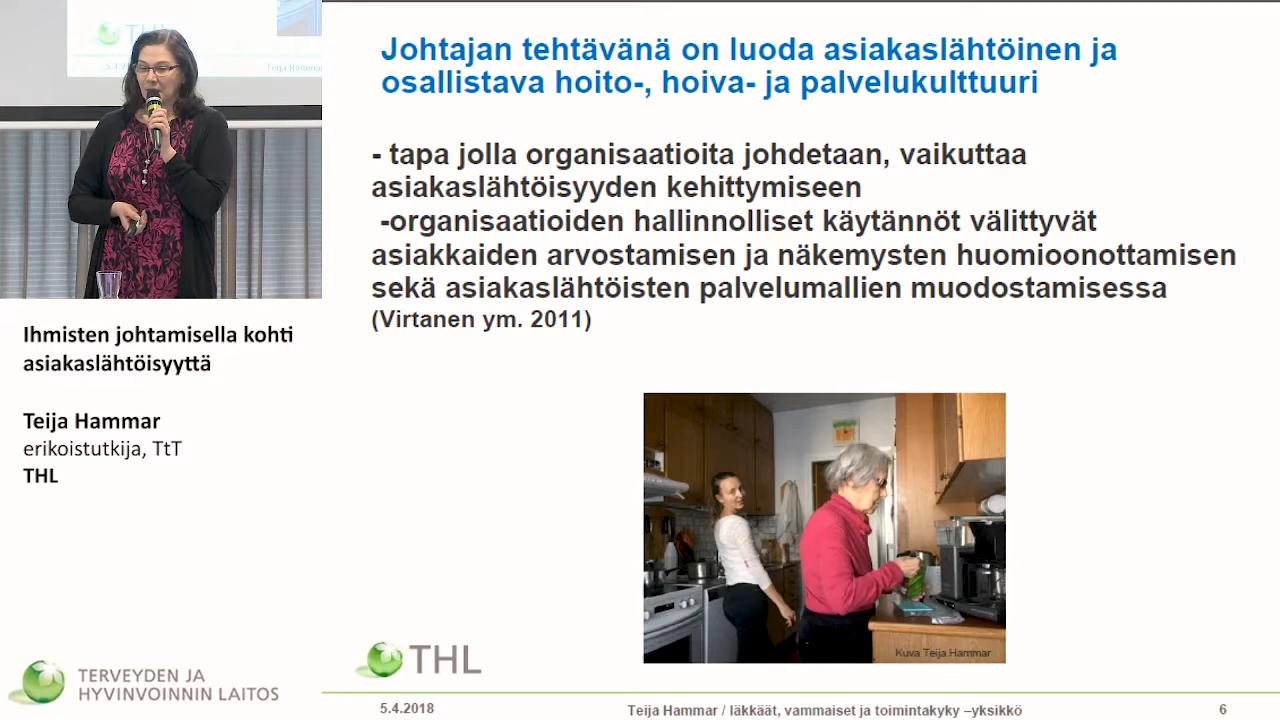 THL
Teija Hammar
Ihmisten johtamisella kohti
asiakaslähtöisyyttä
Teija Hammar
erikoistutkija, TtT
THL
TERVEYDEN JA
HYVINVOINNIN LAITOS
Johtajan tehtävänä on luoda asiakaslähtöinen ja
osallistava hoito-, hoiva- ja palvelukulttuuri
- tapa jolla organisaatioita johdetaan, vaikuttaa
asiakaslähtöisyyden kehittymiseen
-organisaatioiden hallinnolliset käytännöt välittyvät
asiakkaiden arvostamisen ja näkemysten huomioonottamisen
sekä asiakaslähtöisten palvelumallien muodostamisessa
(Virtanen ym. 2011)
Kuva Teija Hammar
THL
5.4.2018
Teija Hammar / Iäkkäät, vammaiset ja toimintakyky –yksikkö
6